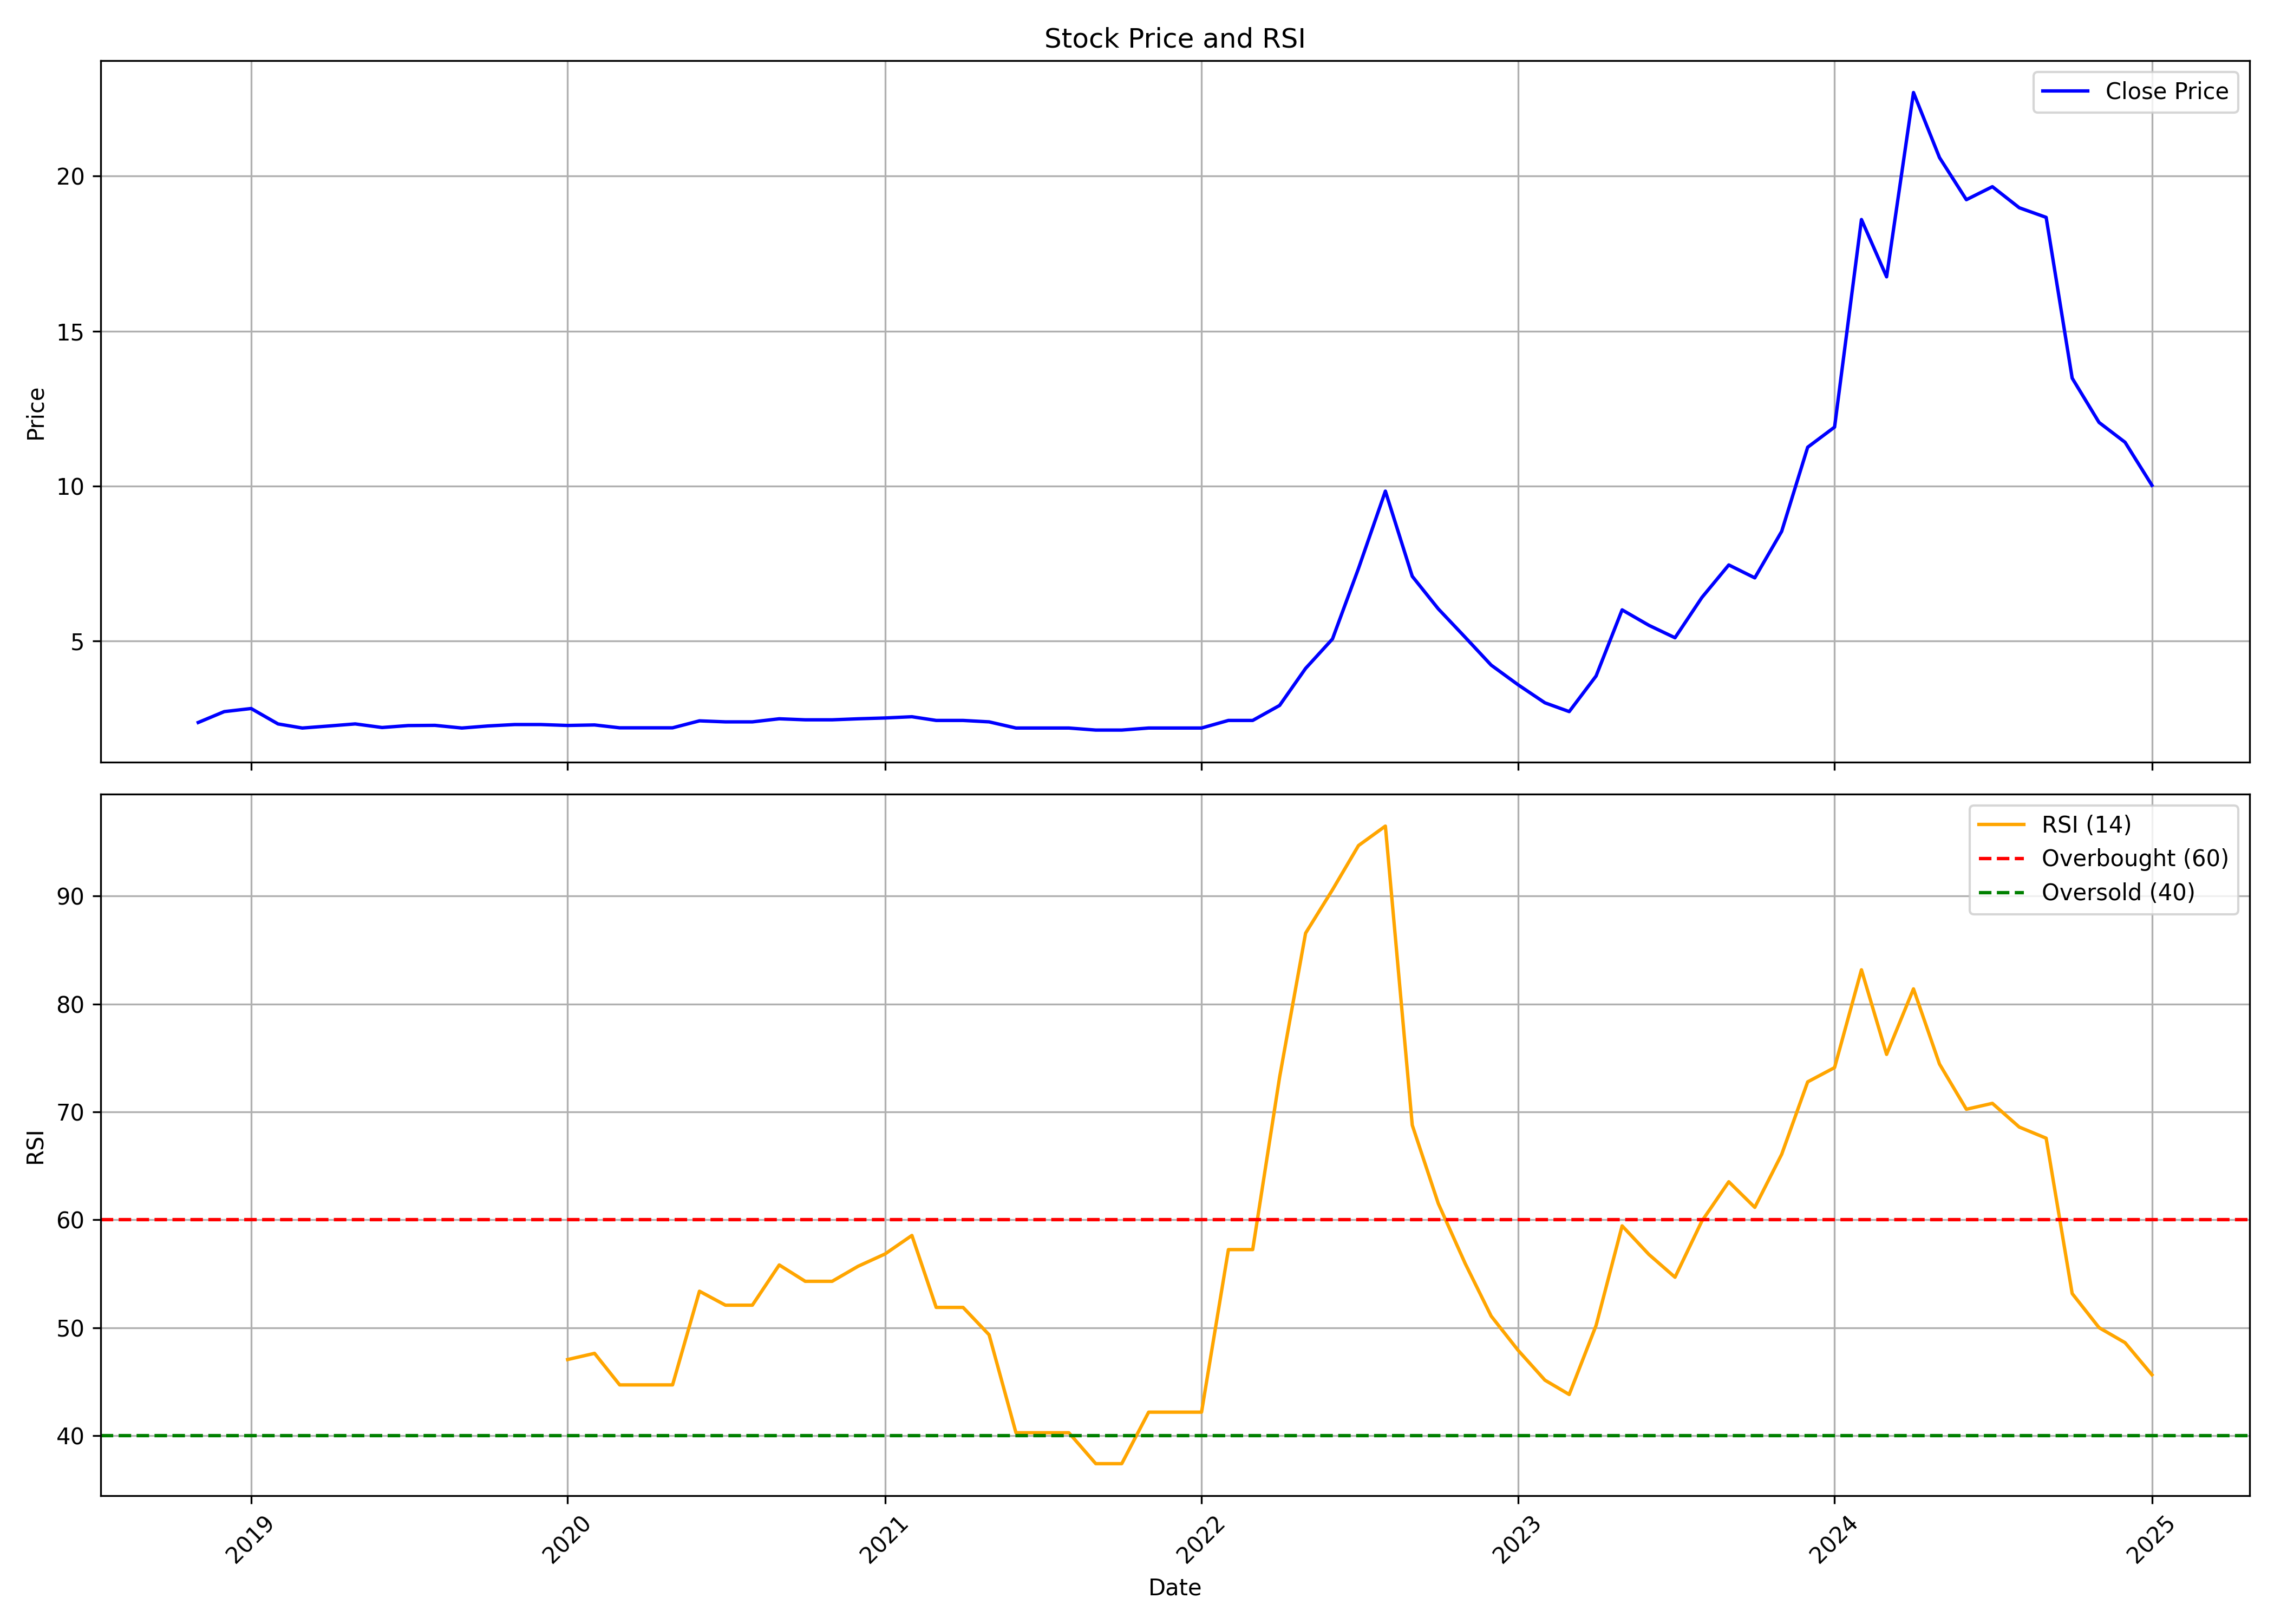 Stock Price and RSI
Close Price
Price
20
15
10
5
RSI (14)
Overbought (60)
Oversold (40)
RSI
90
80
70
60
50
40
2019
2020
2021
2022
2023
2024
2025
Date